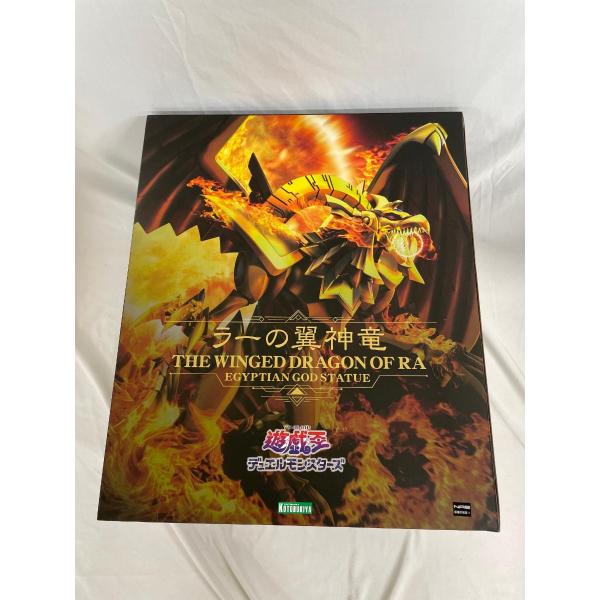 ラーの翼神竜
THE WINGED DRAGON OF RA
EGYPTIAN GOD STATUE
遊戯王
デュエルモンスターズ
KOTOBUKIYA
NAS